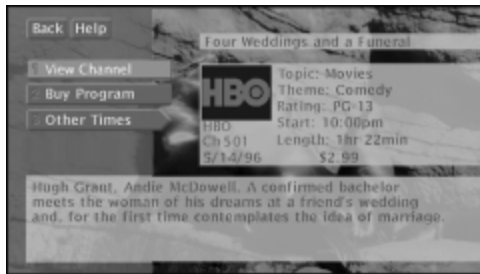 Back Help
Four Weddings and a Funeral
1 View Channel
2 Buy Program
3 Other Times
HBO
HBO
Ch 501
5/14/96
Topic: Movies
Theme: Comedy
Rating: PG-13
Start: 10:00pm
Length: 1hr 22min
$2.99
Hugh Grant, Andie McDowell. A confirmed bachelor
meets the woman of his dreams at a friend's wedding
and, for the first time contemplates the idea of marriage.